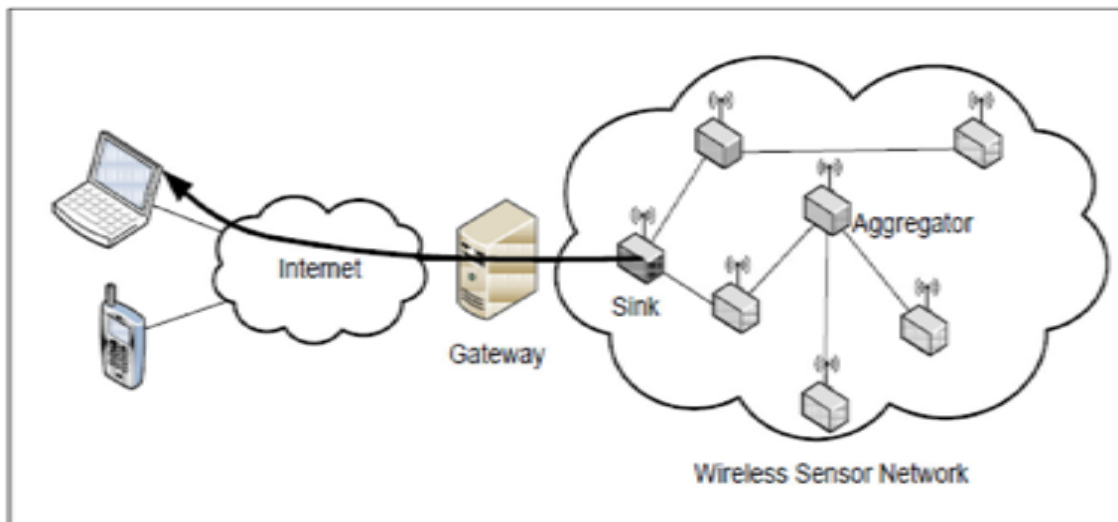 Aggregator
Internet
Sink
Gateway
Wireless Sensor Network